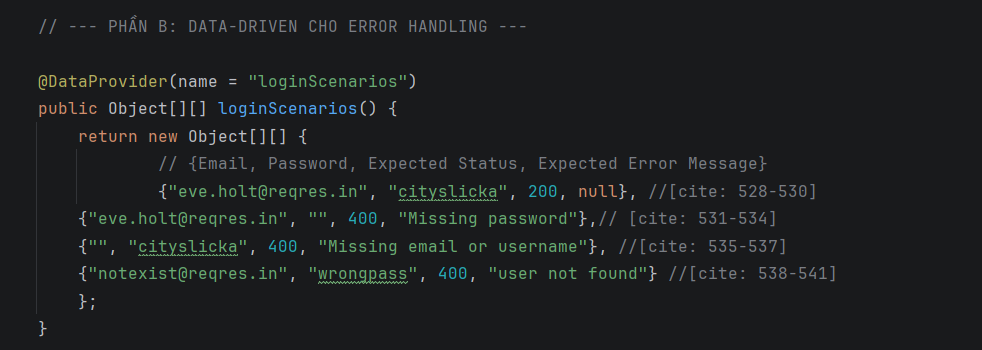 // --- PHẦN B: DATA-DRIVEN CHO ERROR HANDLING ---
@DataProvider(name = "loginScenarios")
public Object[][] loginScenarios() {
return new Object[][] {
// {Email, Password, Expected Status, Expected Error Message}
{"eve.holt@reqres.in", "cityslicka", 200, null}, //[cite: 528-530]
{"eve.holt@reqres.in", "", 400, "Missing password"},// [cite: 531-534]
{"", "cityslicka", 400, "Missing email or username"}, //[cite: 535-537]
{"notexist@reqres.in", "wrongpass", 400, "user not found"} //[cite: 538-541]
};
}